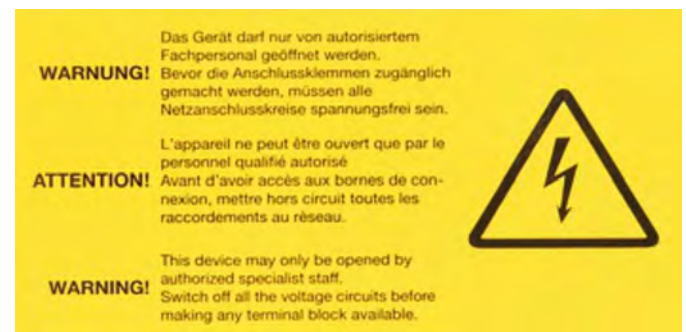 Das Gerät darf nur von autorisiertem
Fachpersonal geöffnet werden.
WARNUNG! Bevor die Anschlussklemmen zugänglich
gemacht werden, müssen alle
Netzanschlusskreise spannungsfrei sein.
L'appareil ne peut être ouvert que par le
personnel qualifié autorisé
ATTENTION! Avant d'avoir accès aux bornes de con-
nexion, mettre hors circuit toutes les
raccordements au rèseau.
This device may only be opened by
authorized specialist staff.
WARNING! Switch off all the voltage circuits before
making any terminal block available.